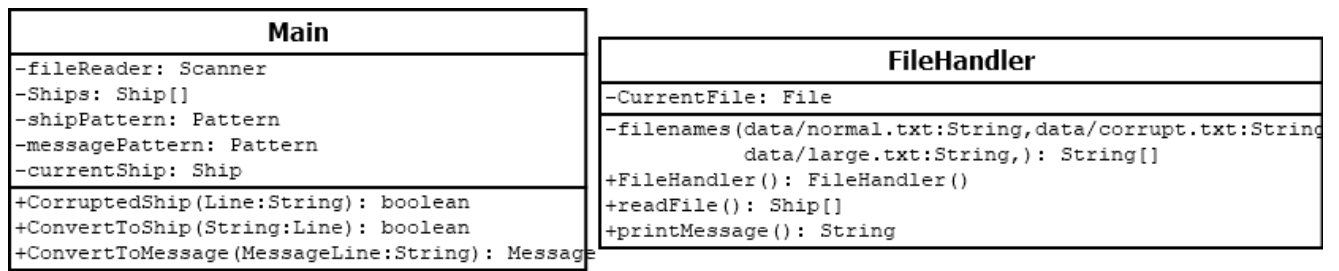 Main
-fileReader: Scanner
-Ships: Ship[]
-shipPattern: Pattern
-messagePattern: Pattern
-currentShip: Ship
+CorruptedShip(Line:String): boolean
+ConvertToShip(String:Line): boolean
+ConvertToMessage(MessageLine:String): Message
FileHandler
-CurrentFile: File
-filenames(data/normal.txt:String,data/corrupt.txt:String
data/large.txt:String,): String[]
+FileHandler(): FileHandler()
+readFile(): Ship[]
+printMessage(): String